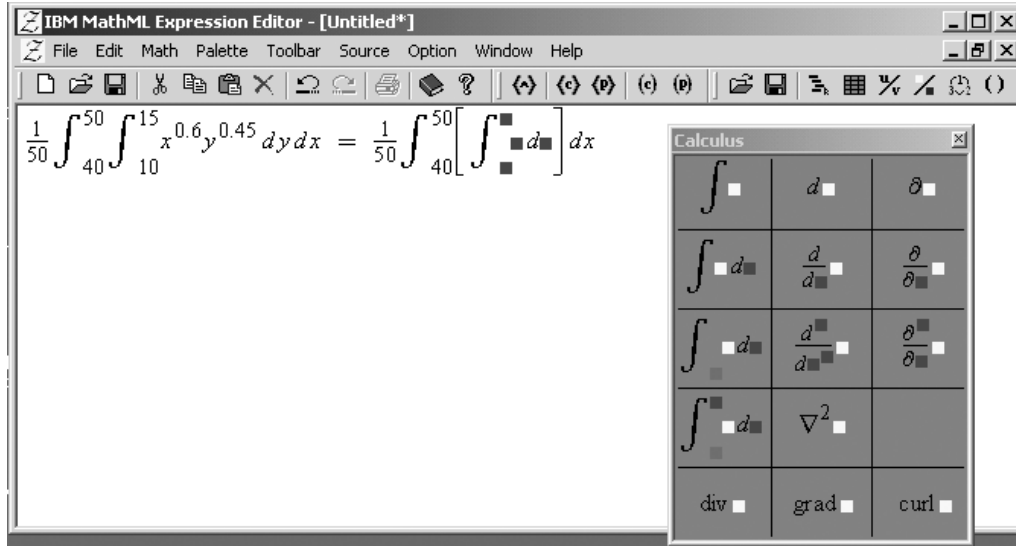 IBM MathML Expression Editor - [Untitled*]
File Edit Math Palette Toolbar Source Option Window Help
1/50 ∫_40^50 ∫_10^15 x^0.6 y^0.45 dy dx = 1/50 ∫_40^50 [ ∫_■^■ ■ d■ ] dx
Calculus
∫■ d■ ∂■
∫■d■ d/d■ ■ ∂/∂■ ■
∫_■ ■d■ d^■/d■^■ ■ ∂^■/∂■ ■
∫_■^■ ■d■ ∇²■
div■ grad■ curl■